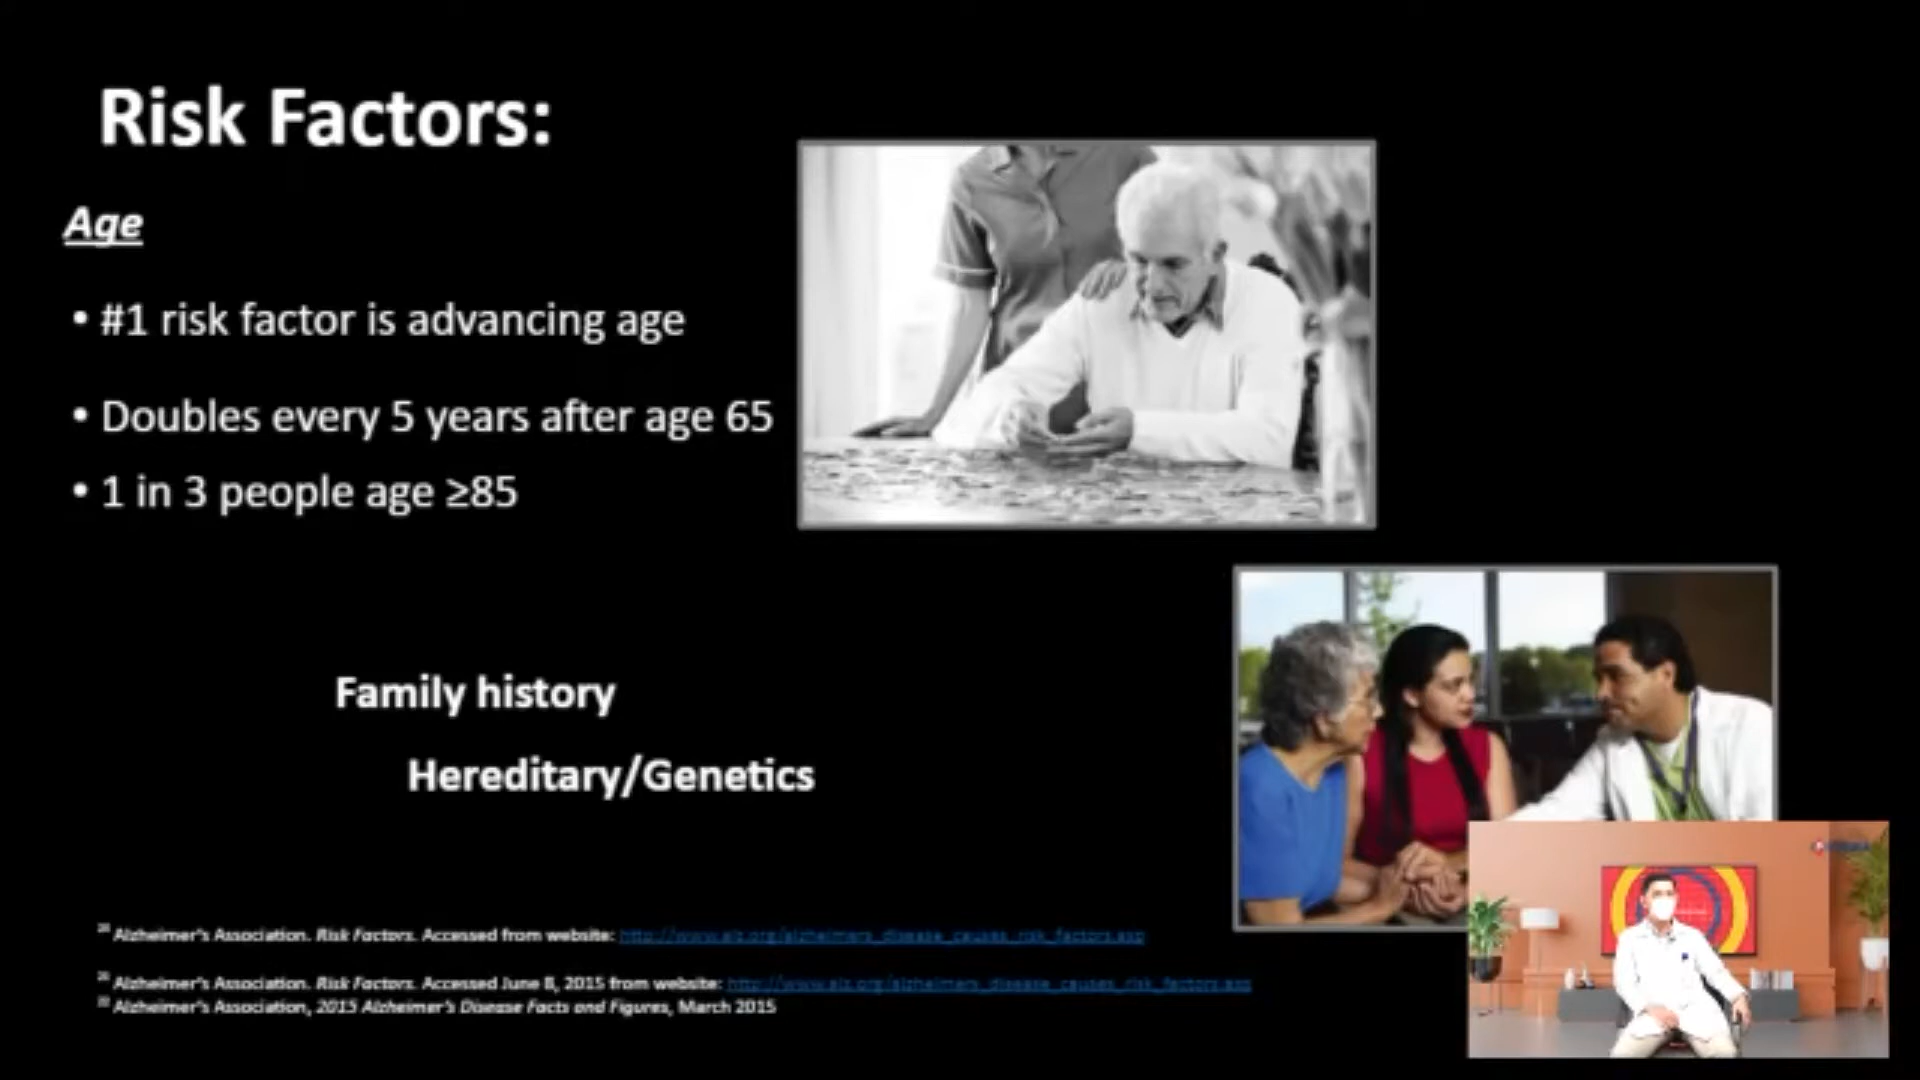 Risk Factors:
Age
• #1 risk factor is advancing age
• Doubles every 5 years after age 65
• 1 in 3 people age ≥85
Family history
Hereditary/Genetics
Alzheimer's Association. Risk Factors. Accessed from website: http://www.alz.org/alzheimers_disease_causes_risk_factors.asp
Alzheimer's Association. Risk Factors. Accessed June 8, 2015 from website: http://www.alz.org/alzheimers_disease_causes_risk_factors.asp
Alzheimer's Association, 2015 Alzheimer's Disease Facts and Figures, March 2015